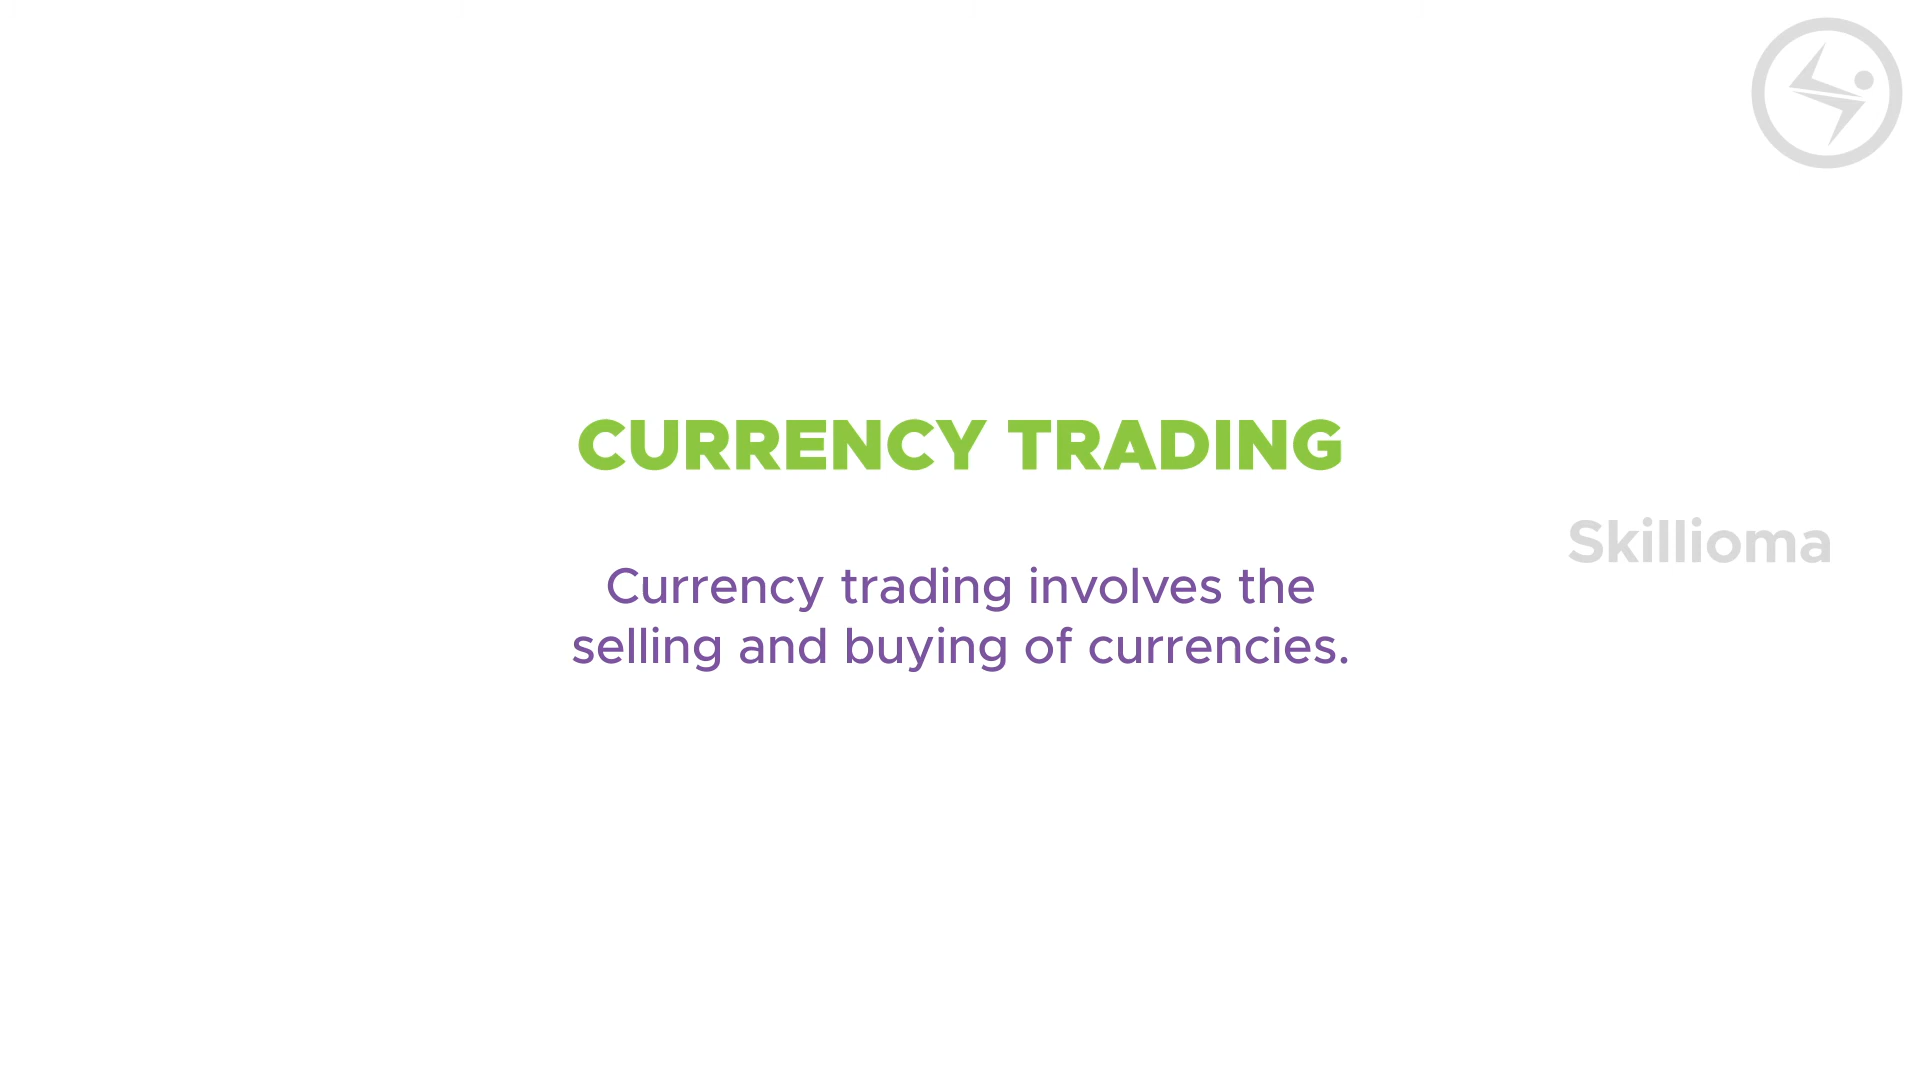 CURRENCY TRADING
Skillioma
Currency trading involves the
selling and buying of currencies.